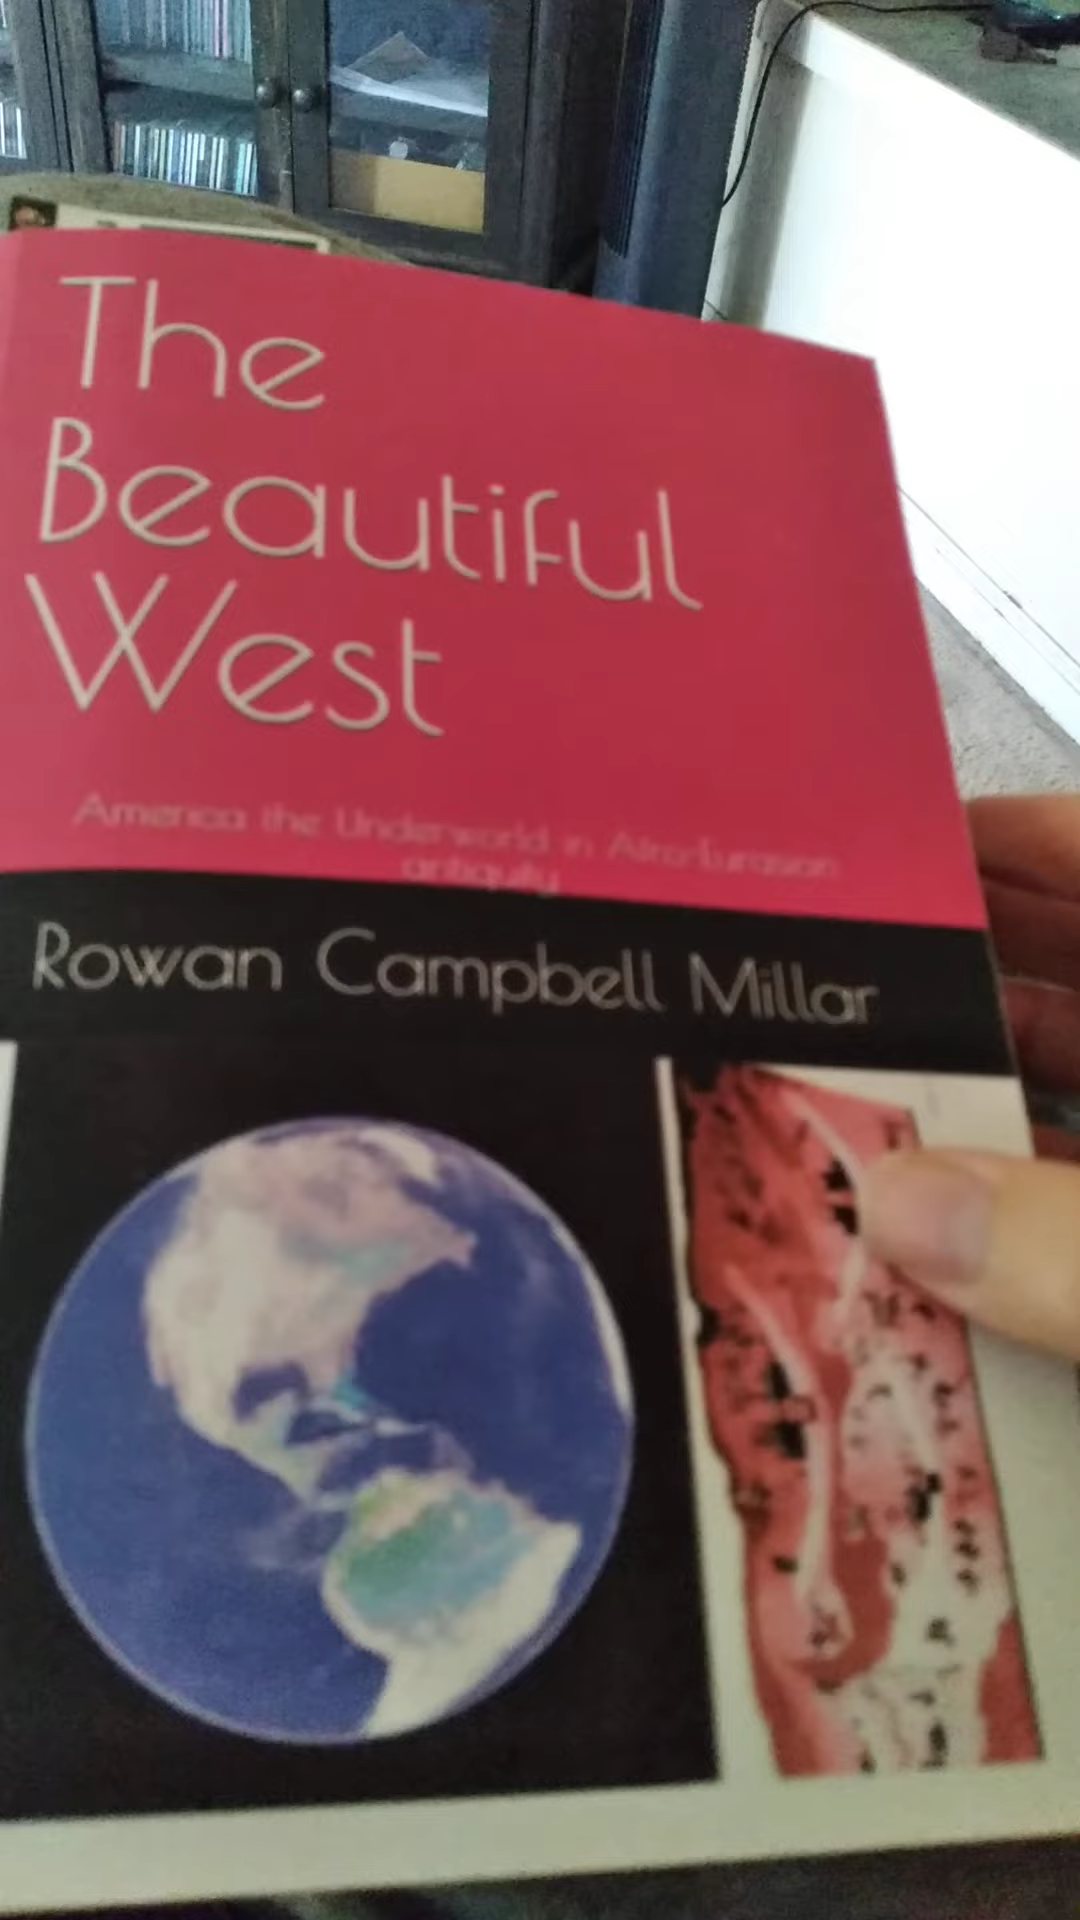 The
Beautiful
West
America the Underworld in Afro-Eurasian
antiquity
Rowan Campbell Millar